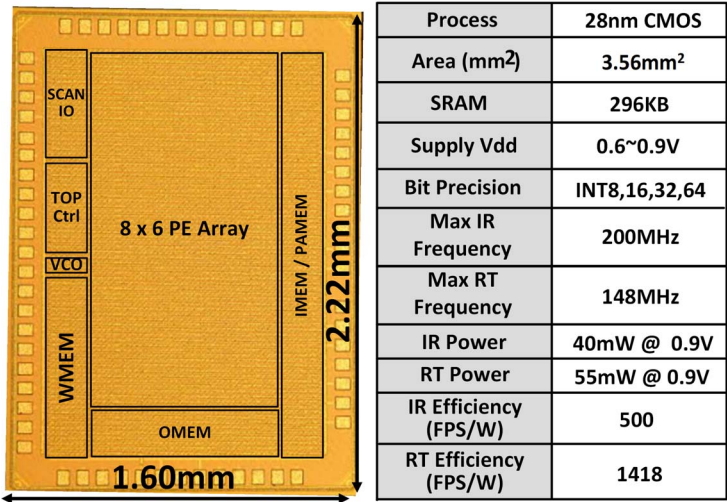 SCAN
IO
TOP
Ctrl
VCO
WMEM
8 x 6 PE Array
OMEM
IMEM / PAMEM
2.22mm
1.60mm
Process 28nm CMOS
Area (mm2) 3.56mm²
SRAM 296KB
Supply Vdd 0.6~0.9V
Bit Precision INT8,16,32,64
Max IR
Frequency
200MHz
Max RT
Frequency
148MHz
IR Power 40mW @ 0.9V
RT Power 55mW @ 0.9V
IR Efficiency
(FPS/W)
500
RT Efficiency
(FPS/W)
1418